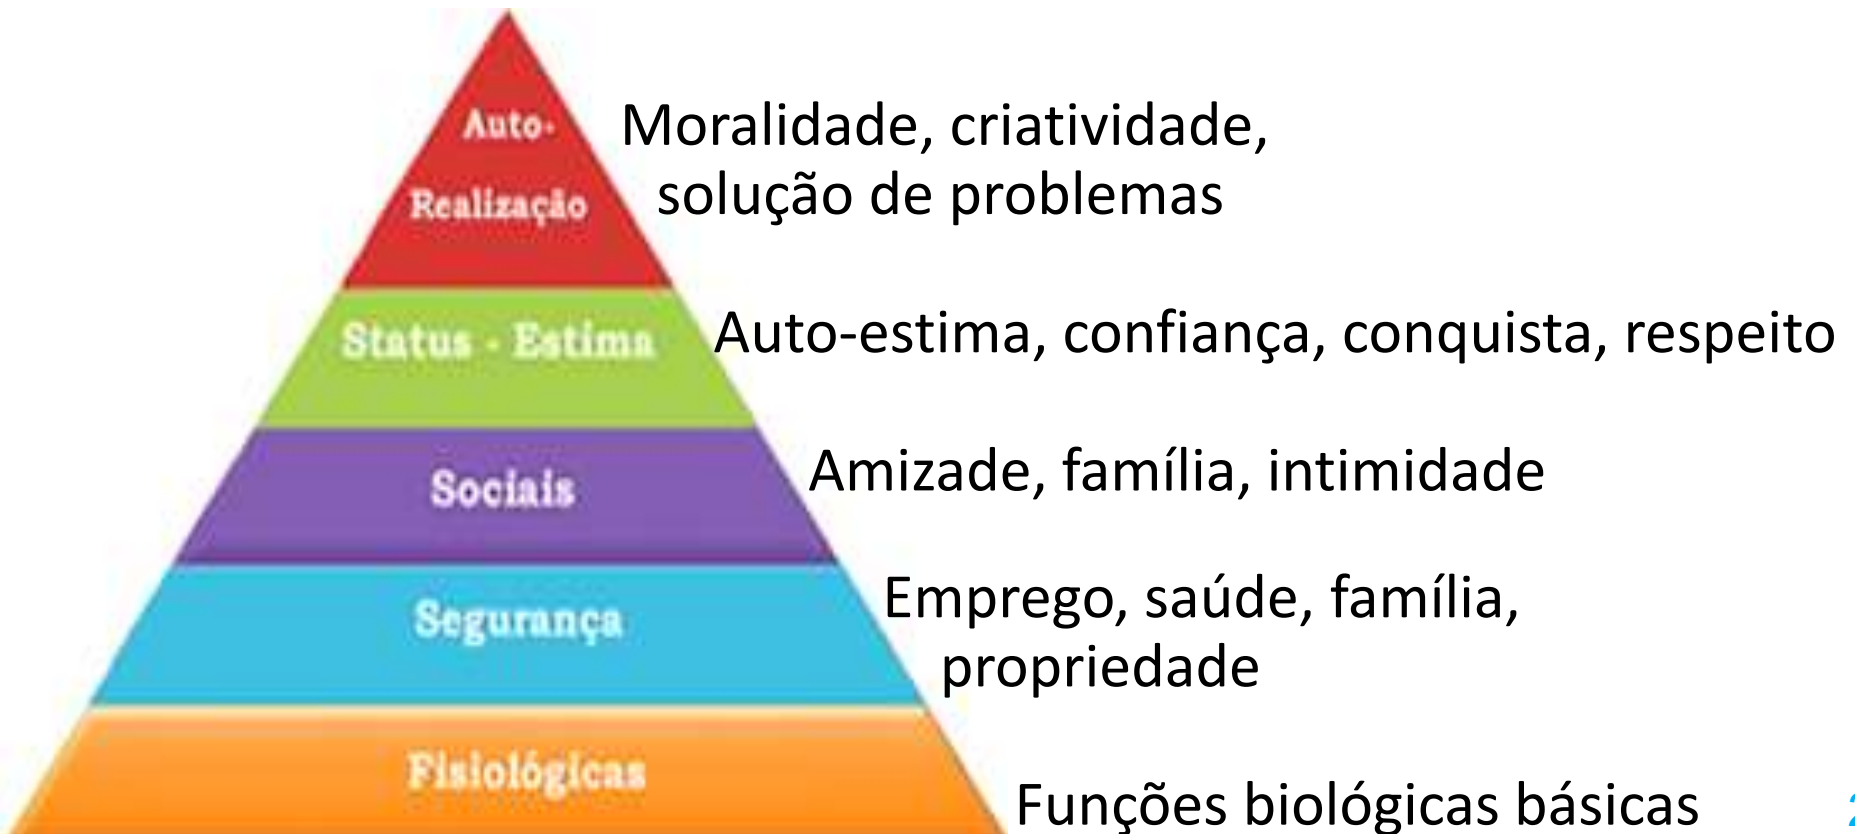 Auto-
Realização
Moralidade, criatividade,
solução de problemas
Status - Estima
Auto-estima, confiança, conquista, respeito
Sociais
Amizade, família, intimidade
Segurança
Emprego, saúde, família,
propriedade
Fisiológicas
Funções biológicas básicas